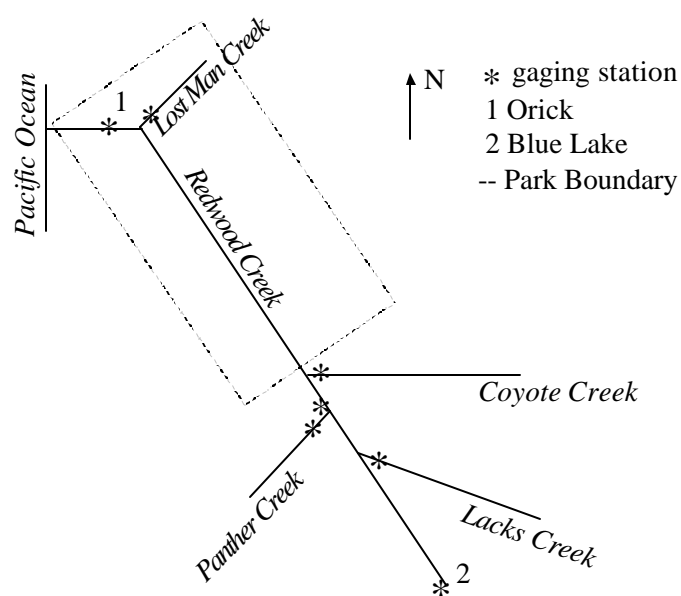 Lost Man Creek
1
N
* gaging station
1 Orick
2 Blue Lake
-- Park Boundary
Pacific Ocean
Redwood Creek
Coyote Creek
Panther Creek
Lacks Creek
2